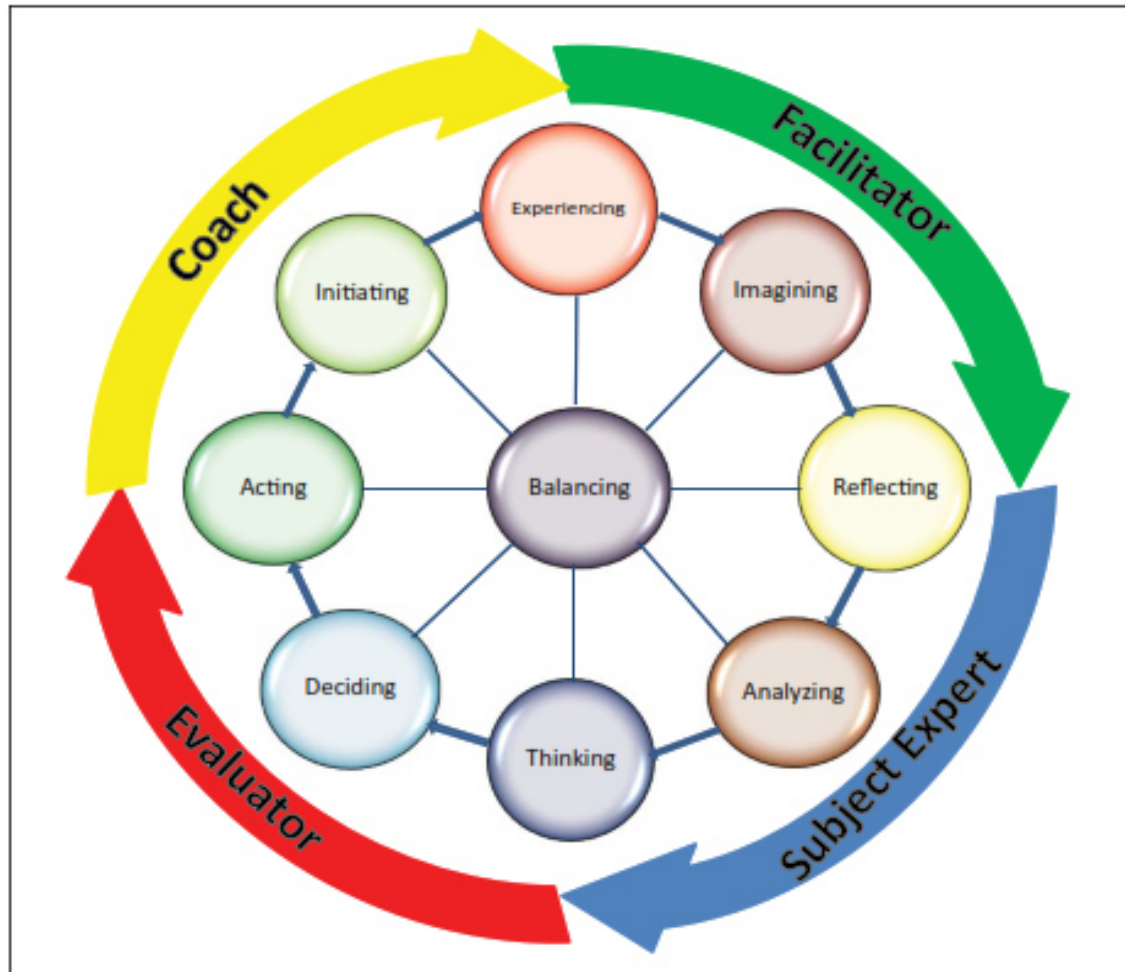 Coach
Facilitator
Experiencing
Initiating
Imagining
Acting
Balancing
Reflecting
Deciding
Analyzing
Thinking
Evaluator
Subject Expert